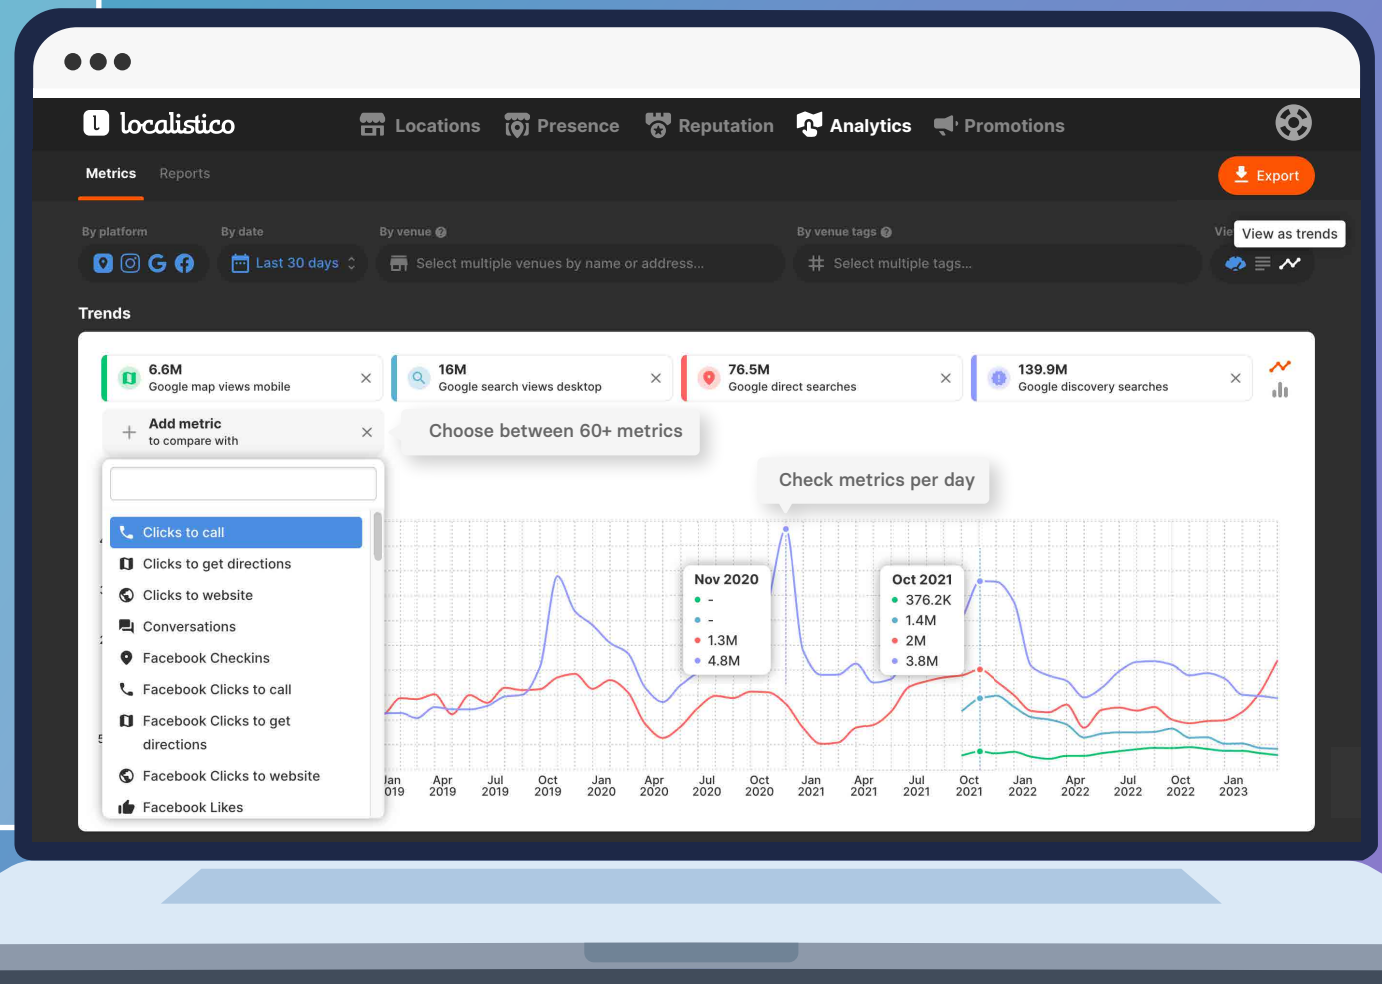 localistico
Locations
Presence
Reputation
Analytics
Promotions
Metrics
Reports
Export
By platform
By date
By venue
By venue tags
View as trends
Last 30 days
Select multiple venues by name or address...
Select multiple tags...
Trends
6.6M
Google map views mobile
16M
Google search views desktop
76.5M
Google direct searches
139.9M
Google discovery searches
Add metric
to compare with
Choose between 60+ metrics
Check metrics per day
Clicks to call
Clicks to get directions
Clicks to website
Conversations
Facebook Checkins
Facebook Clicks to call
Facebook Clicks to get
directions
Facebook Clicks to website
Facebook Likes
Nov 2020
-
-
1.3M
4.8M
Oct 2021
376.2K
1.4M
2M
3.8M
Apr Jul Oct Jan Apr Jul Oct Jan Apr Jul Oct Jan Apr Jul Oct Jan
2019 2019 2019 2020 2020 2020 2020 2021 2021 2021 2021 2022 2022 2022 2022 2023